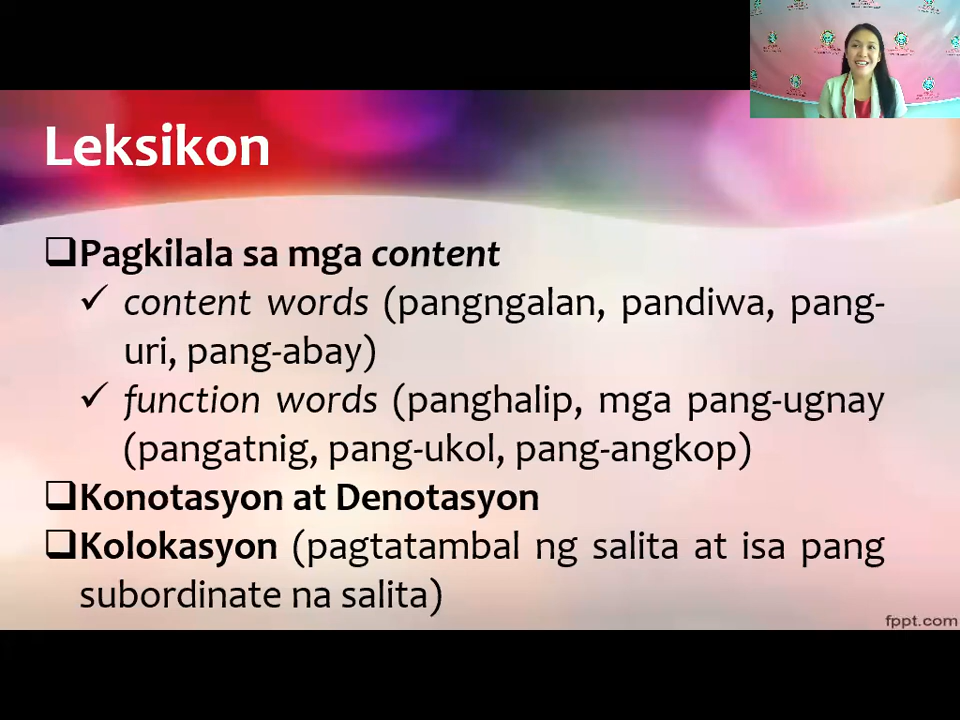 Leksikon
❑Pagkilala sa mga content
✓ content words (pangngalan, pandiwa, pang-
uri, pang-abay)
✓ function words (panghalip, mga pang-ugnay
(pangatnig, pang-ukol, pang-angkop)
❑Konotasyon at Denotasyon
❑Kolokasyon (pagtatambal ng salita at isa pang
subordinate na salita)
fppt.com